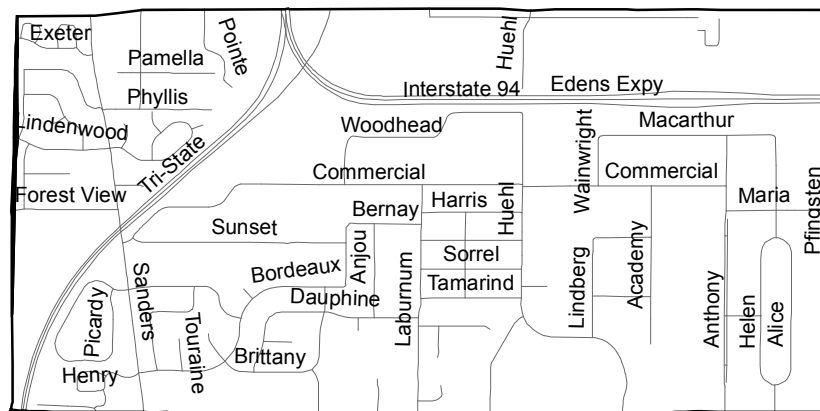 Exeter
Pointe
Huehl
Pamella
Interstate 94
Edens Expy
Phyllis
Lindenwood
Woodhead
Wainwright
Macarthur
Tri-State
Commercial
Commercial
Forest View
Bernay
Harris
Huehl
Maria
Pfingsten
Sunset
Anjou
Sorrel
Academy
Sanders
Bordeaux
Tamarind
Lindberg
Dauphine
Laburnum
Anthony
Helen
Alice
Picardy
Touraine
Brittany
Henry